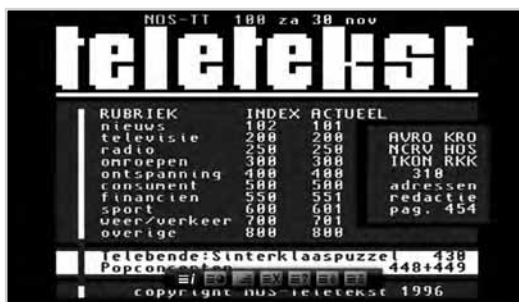 NOS-TT 100 za 30 nov
teletekst
RUBRIEK INDEX ACTUEEL
nieuws 102 101
televisie 200 200
radio 250 250
omroepen 300 300
ontspanning 400 400
consument 500 500
financien 550 551
sport 600 601
weer/verkeer 700 701
overige 800 800
AVRO KRO
NCRV NOS
IKON RKK
310
adressen
redactie
pag. 454
Telebende:Sinterklaaspuzzel 430
Popconcerten 448+449
copyright NOS-Teletekst 1996